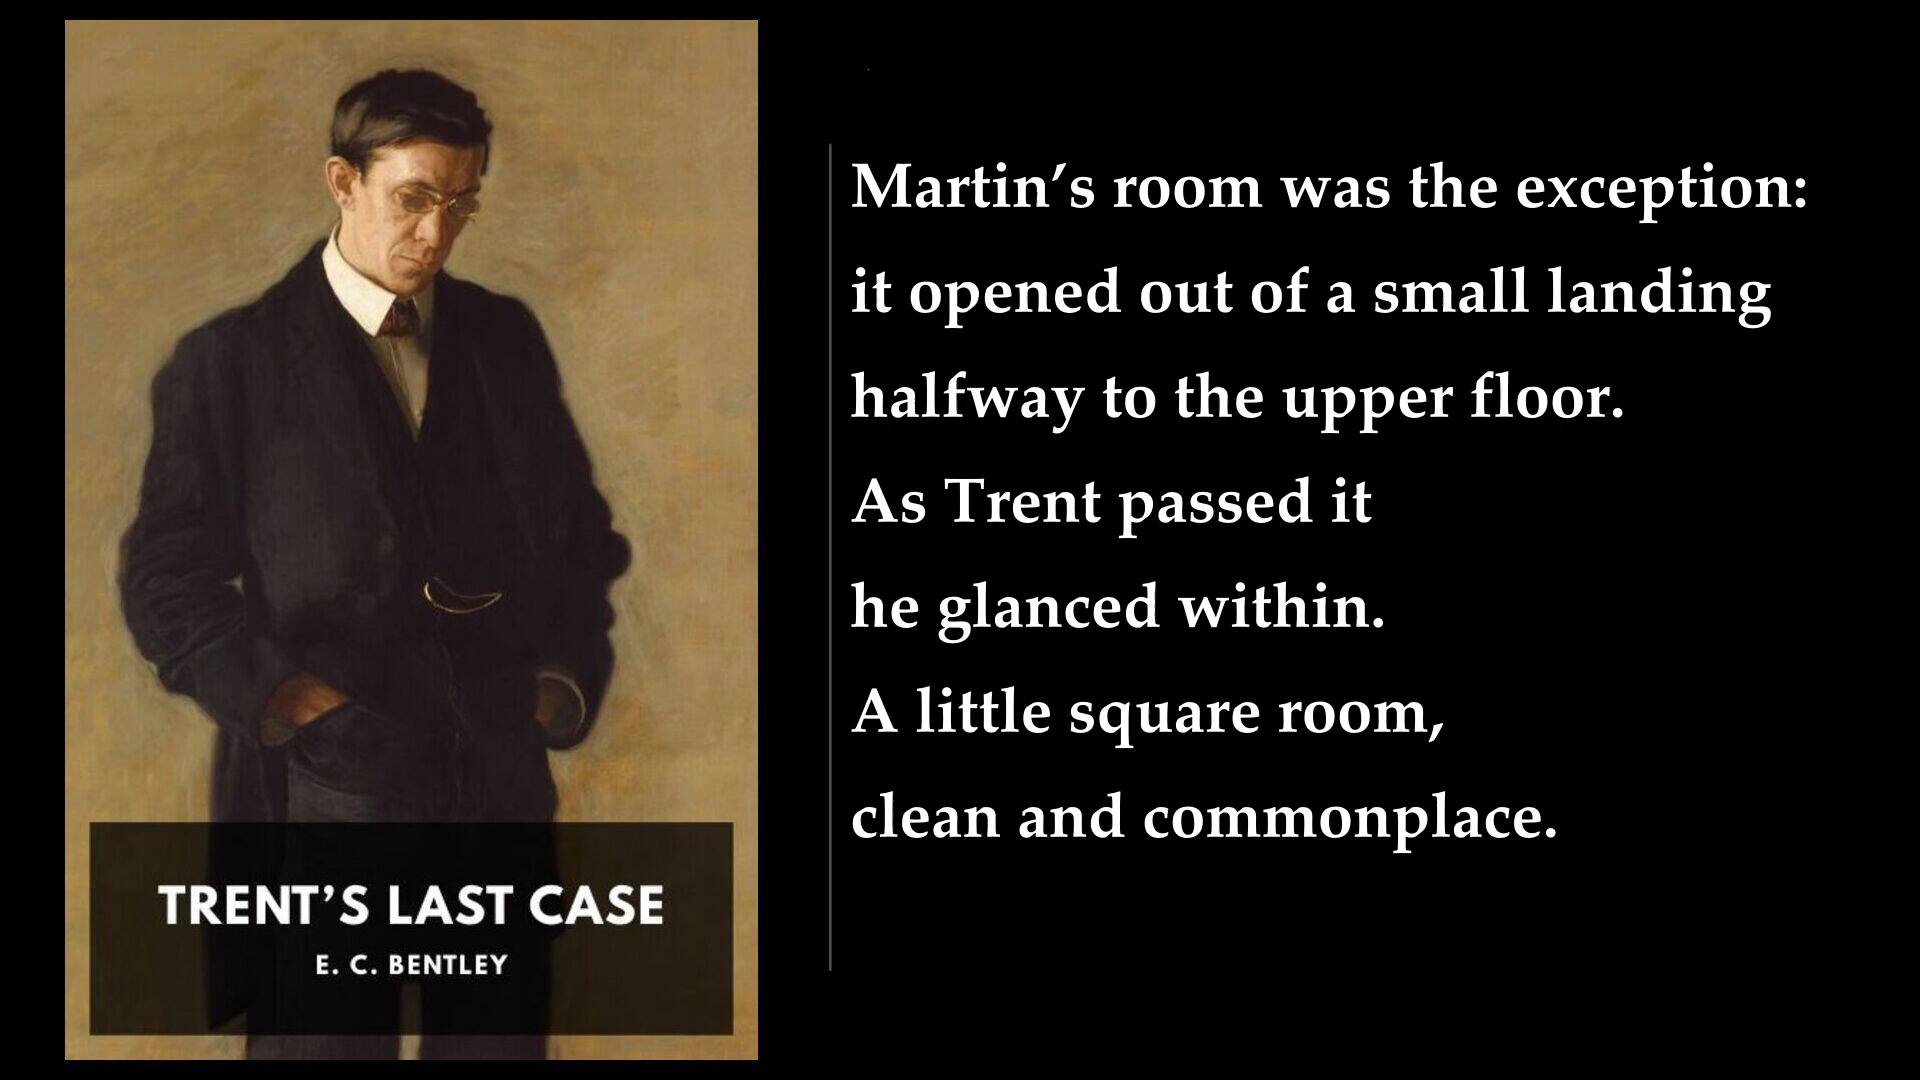 Martin’s room was the exception:
it opened out of a small landing
halfway to the upper floor.
As Trent passed it
he glanced within.
A little square room,
clean and commonplace.
TRENT’S LAST CASE
E. C. BENTLEY